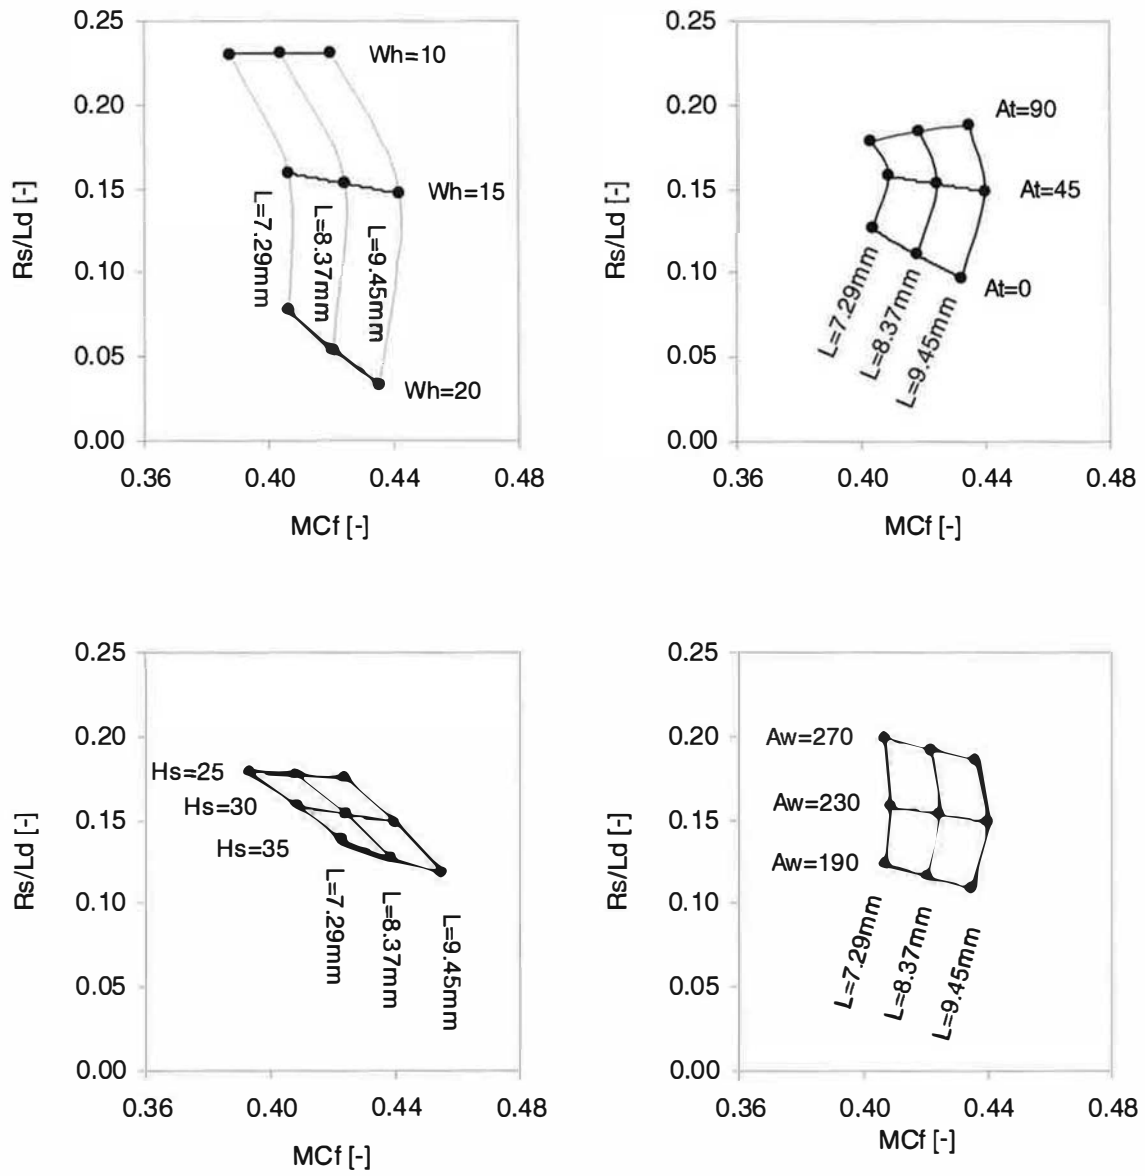 0.25
0.20
0.15
0.10
0.05
0.00
Rs/Ld [-]
Wh=10
Wh=15
Wh=20
L=7.29mm
L=8.37mm
L=9.45mm
0.36 0.40 0.44 0.48
MCf [-]
0.25
0.20
0.15
0.10
0.05
0.00
Rs/Ld [-]
At=90
At=45
At=0
L=7.29mm
L=8.37mm
L=9.45mm
0.36 0.40 0.44 0.48
MCf [-]
0.25
0.20
0.15
0.10
0.05
0.00
Rs/Ld [-]
Hs=25
Hs=30
Hs=35
L=7.29mm
L=8.37mm
L=9.45mm
0.36 0.40 0.44 0.48
MCf [-]
0.25
0.20
0.15
0.10
0.05
0.00
Rs/Ld [-]
Aw=270
Aw=230
Aw=190
L=7.29mm
L=8.37mm
L=9.45mm
0.36 0.40 0.44 0.48
MCf [-]